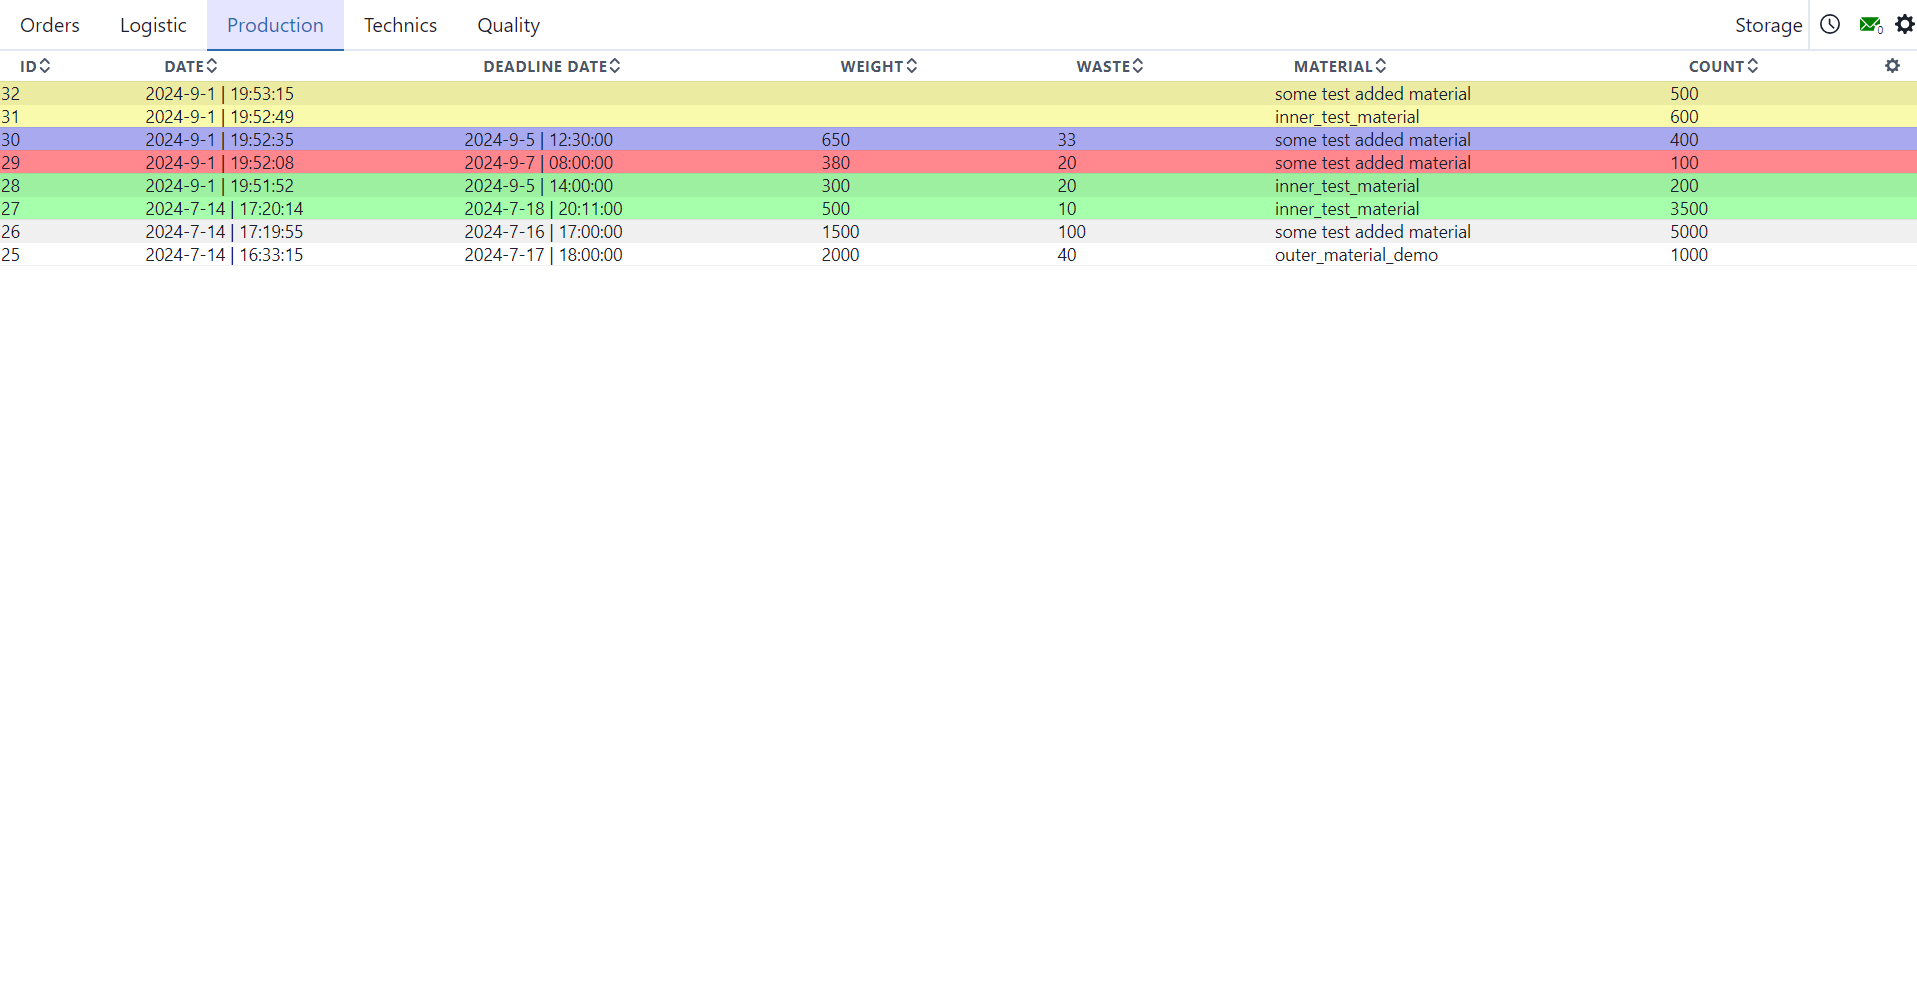 Orders Logistic Production Technics Quality Storage 0
ID DATE DEADLINE DATE WEIGHT WASTE MATERIAL COUNT
32 2024-9-1 | 19:53:15 some test added material 500
31 2024-9-1 | 19:52:49 inner_test_material 600
30 2024-9-1 | 19:52:35 2024-9-5 | 12:30:00 650 33 some test added material 400
29 2024-9-1 | 19:52:08 2024-9-7 | 08:00:00 380 20 some test added material 100
28 2024-9-1 | 19:51:52 2024-9-5 | 14:00:00 300 20 inner_test_material 200
27 2024-7-14 | 17:20:14 2024-7-18 | 20:11:00 500 10 inner_test_material 3500
26 2024-7-14 | 17:19:55 2024-7-16 | 17:00:00 1500 100 some test added material 5000
25 2024-7-14 | 16:33:15 2024-7-17 | 18:00:00 2000 40 outer_material_demo 1000